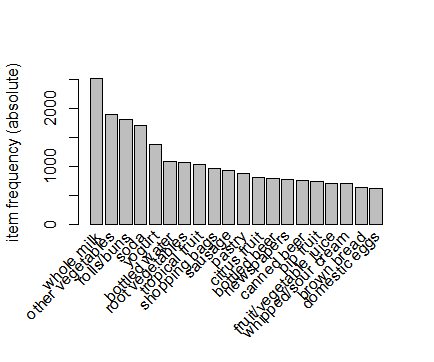 item frequency (absolute)
2000
1000
0
whole milk
other vegetables
rolls/buns
soda
yogurt
bottled water
root vegetables
tropical fruit
shopping bags
sausage
pastry
citrus fruit
bottled beer
newspapers
canned beer
pip fruit
fruit/vegetable juice
whipped/sour cream
brown bread
domestic eggs